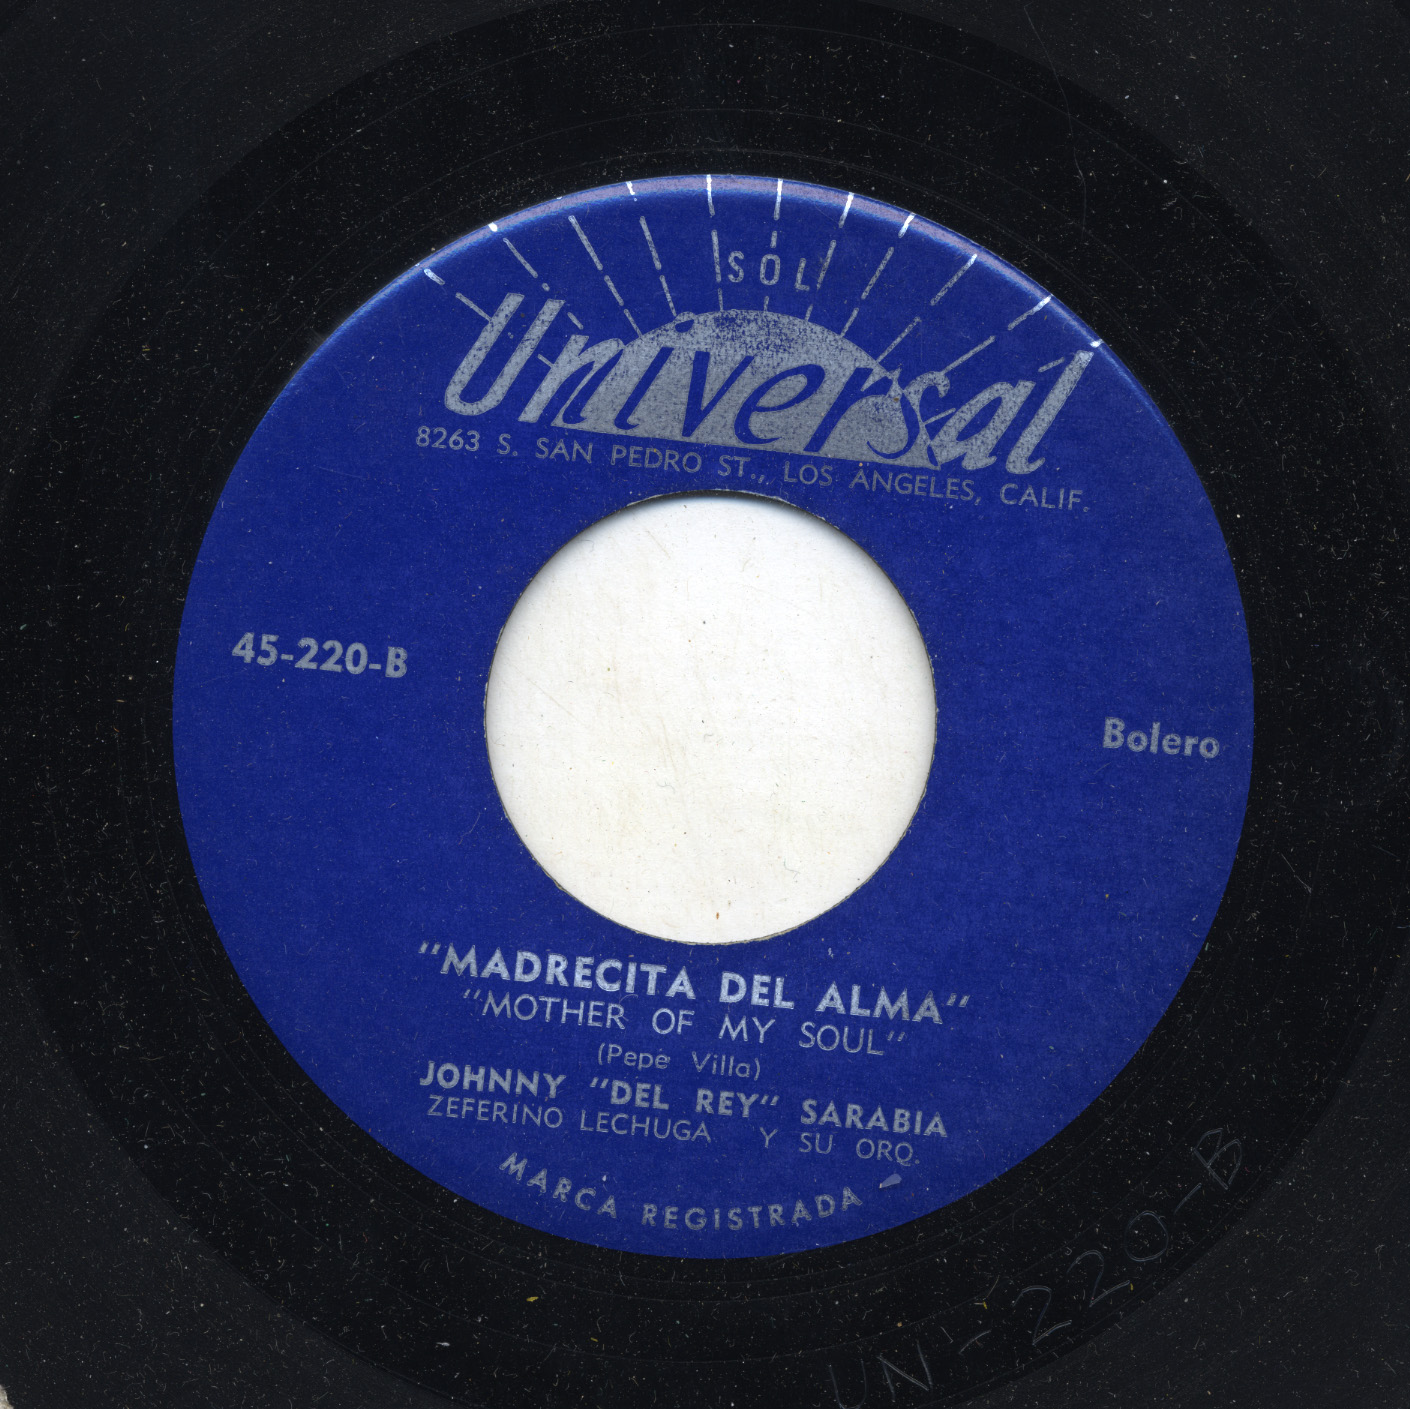 SOL
Universal
8263 S. SAN PEDRO ST., LOS ANGELES, CALIF.
45-220-B
Bolero
"MADRECITA DEL ALMA"
"MOTHER OF MY SOUL"
(Pepe Villa)
JOHNNY "DEL REY" SARABIA
ZEFERINO LECHUGA Y SU ORQ.
MARCA REGISTRADA
UN-220-B